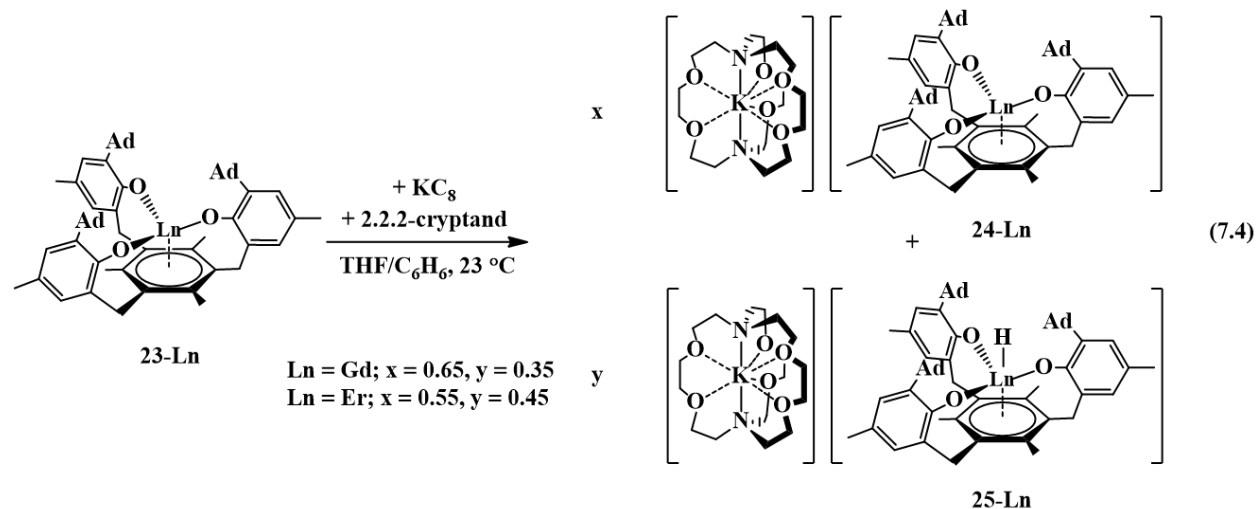 Ad
Ad
Ad
O
Ln
O
O
23-Ln
+ KC8
+ 2.2.2-cryptand
THF/C6H6, 23 °C
Ln = Gd; x = 0.65, y = 0.35
Ln = Er; x = 0.55, y = 0.45
x
N
O
O
O
K
O
O
O
N
Ad
Ad
Ad
O
Ln
O
O
24-Ln
+
(7.4)
y
N
O
O
O
K
O
O
O
N
Ad
H
Ad
Ad
O
Ln
O
O
25-Ln